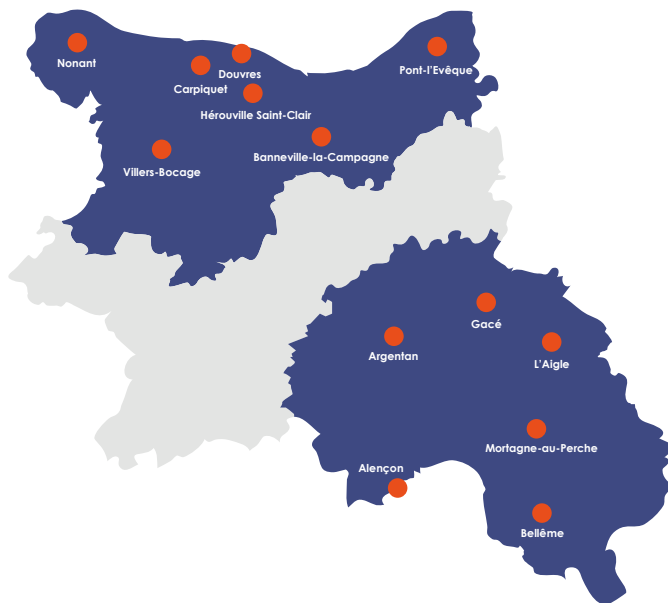 Nonant
Douvres
Pont-l'Evêque
Carpiquet
Hérouville Saint-Clair
Banneville-la-Campagne
Villers-Bocage
Gacé
Argentan
L'Aigle
Mortagne-au-Perche
Alençon
Bellême